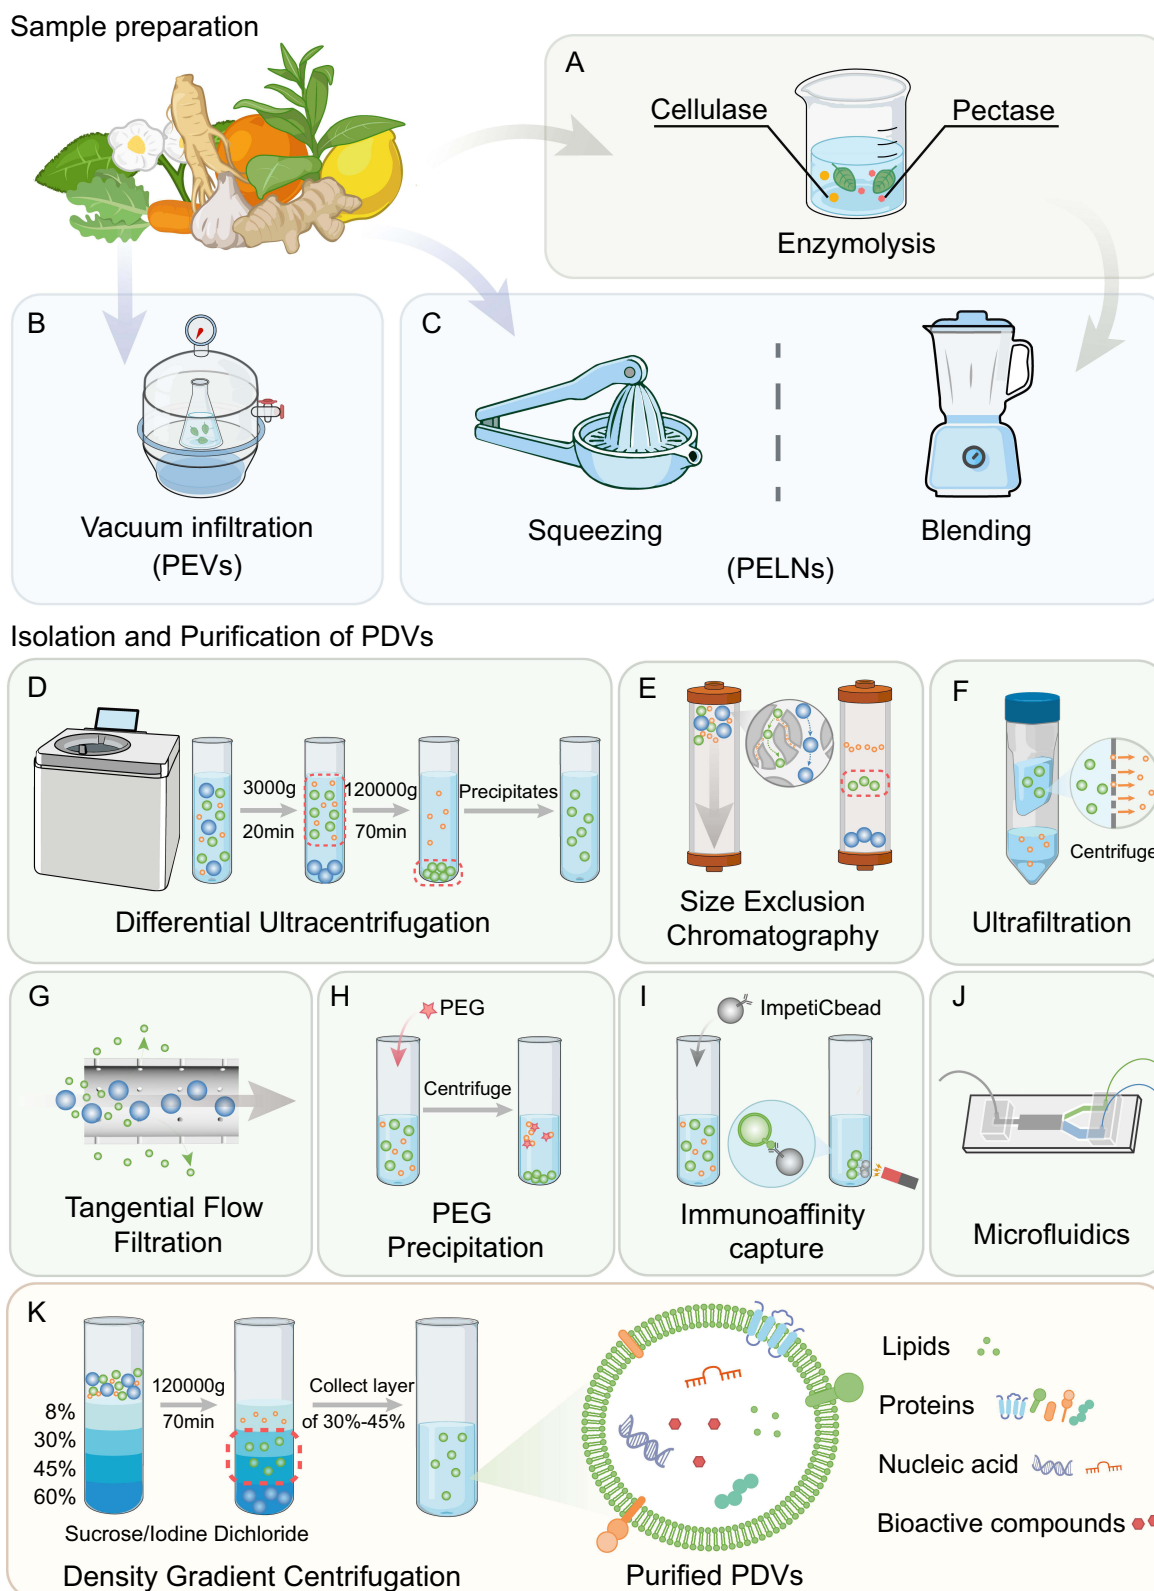 Sample preparation
A
Cellulase
Pectase
Enzymolysis
B
Vacuum infiltration
(PEVs)
C
Squeezing
Blending
(PELNs)
Isolation and Purification of PDVs
D
3000g
20min
120000g
70min
Precipitates
Differential Ultracentrifugation
E
Size Exclusion
Chromatography
F
Centrifuge
Ultrafiltration
G
Tangential Flow
Filtration
H
PEG
Centrifuge
PEG
Precipitation
I
ImpetiCbead
Immunoaffinity
capture
J
Microfluidics
K
8%
30%
45%
60%
120000g
70min
Collect layer
of 30%-45%
Sucrose/Iodine Dichloride
Density Gradient Centrifugation
Purified PDVs
Lipids
Proteins
Nucleic acid
Bioactive compounds